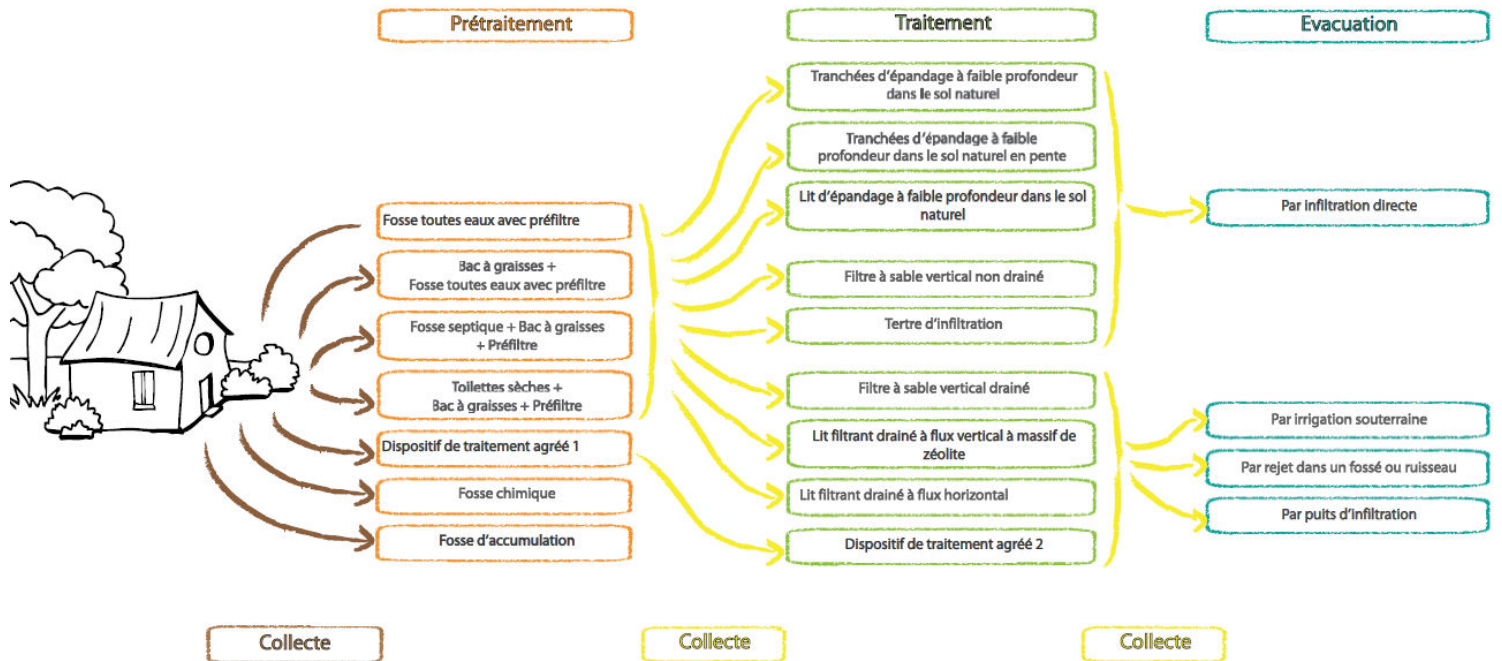 Prétraitement
Traitement
Evacuation
Tranchées d'épandage à faible profondeur
dans le sol naturel
Tranchées d'épandage à faible
profondeur dans le sol naturel en pente
Lit d'épandage à faible profondeur dans le sol
naturel
Filtre à sable vertical non drainé
Tertre d'infiltration
Filtre à sable vertical drainé
Lit filtrant drainé à flux vertical à massif de
zéolite
Lit filtrant drainé à flux horizontal
Dispositif de traitement agréé 2
Fosse toutes eaux avec préfiltre
Bac à graisses +
Fosse toutes eaux avec préfiltre
Fosse septique + Bac à graisses
+ Préfiltre
Toilettes sèches +
Bac à graisses + Préfiltre
Dispositif de traitement agréé 1
Fosse chimique
Fosse d'accumulation
Par infiltration directe
Par irrigation souterraine
Par rejet dans un fossé ou ruisseau
Par puits d'infiltration
Collecte
Collecte
Collecte